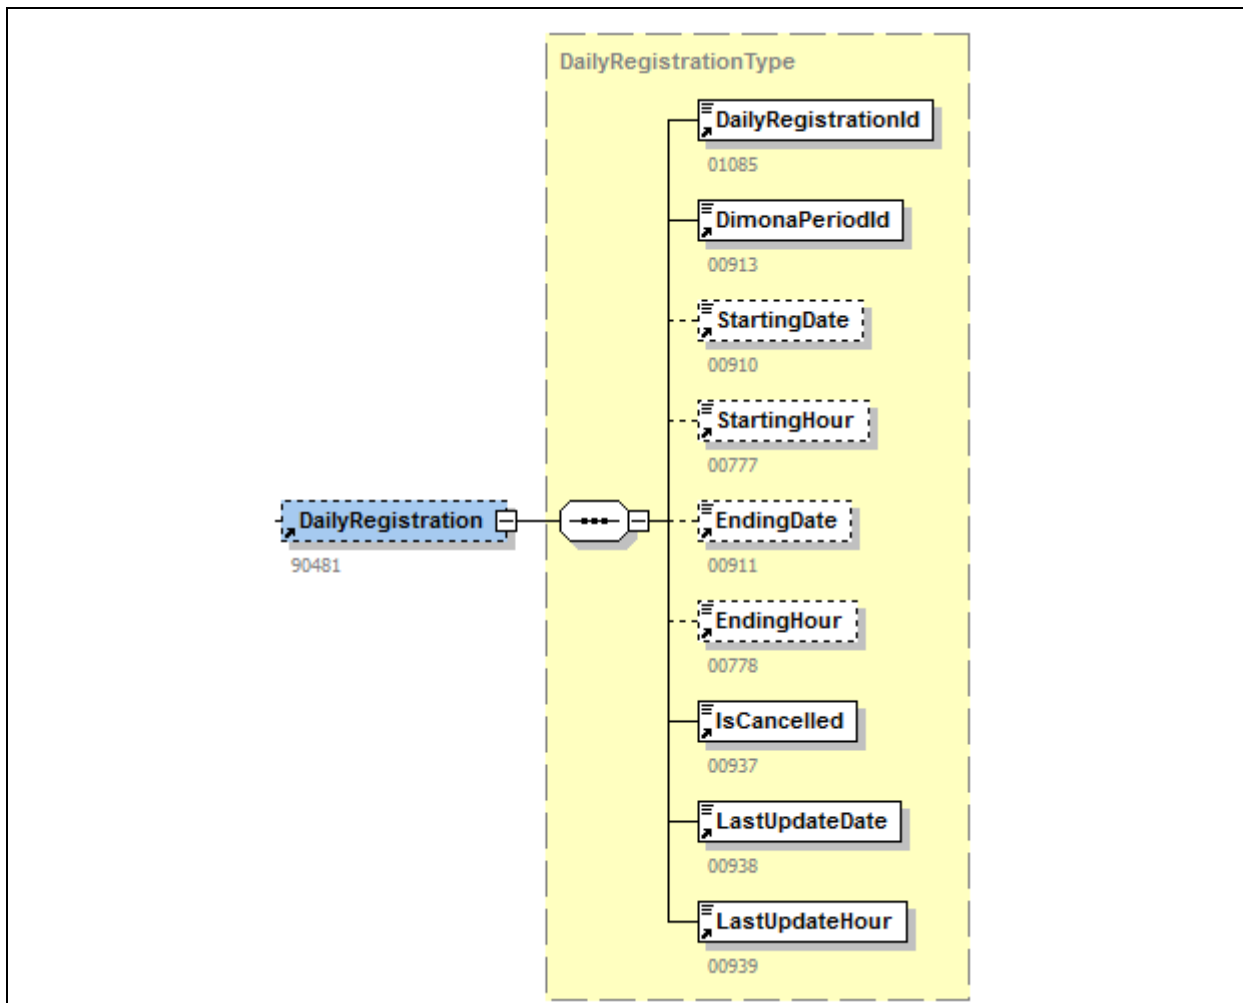 DailyRegistrationType
DailyRegistrationId
01085
DimonaPeriodId
00913
StartingDate
00910
StartingHour
00777
DailyRegistration
90481
EndingDate
00911
EndingHour
00778
IsCancelled
00937
LastUpdateDate
00938
LastUpdateHour
00939